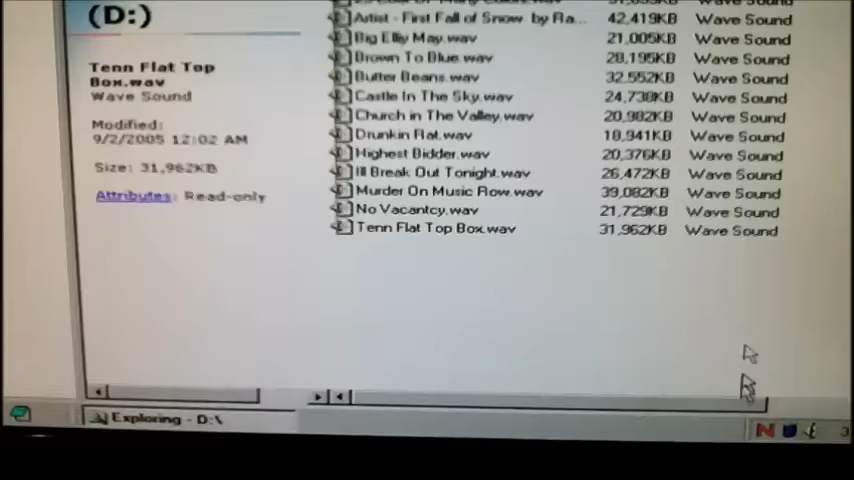 (D:)
Tenn Flat Top
Box.wav
Wave Sound
Modified:
9/2/2005 12:02 AM
Size: 31,962KB
Attributes: Read-only
Wave Sound
Artist - First Fall of Snow by Ra... 42,419KB Wave Sound
Big Elly May.wav 21,005KB Wave Sound
Brown To Blue.wav 28,195KB Wave Sound
Butter Beans.wav 32,552KB Wave Sound
Castle In The Sky.wav 24,738KB Wave Sound
Church in The Valley.wav 20,982KB Wave Sound
Drunkin Rat.wav 18,941KB Wave Sound
Highest Bidder.wav 20,376KB Wave Sound
Ill Break Out Tonight.wav 26,472KB Wave Sound
Murder On Music Row.wav 39,082KB Wave Sound
No Vacantcy.wav 21,729KB Wave Sound
Tenn Flat Top Box.wav 31,962KB Wave Sound
Exploring - D:\
N
3